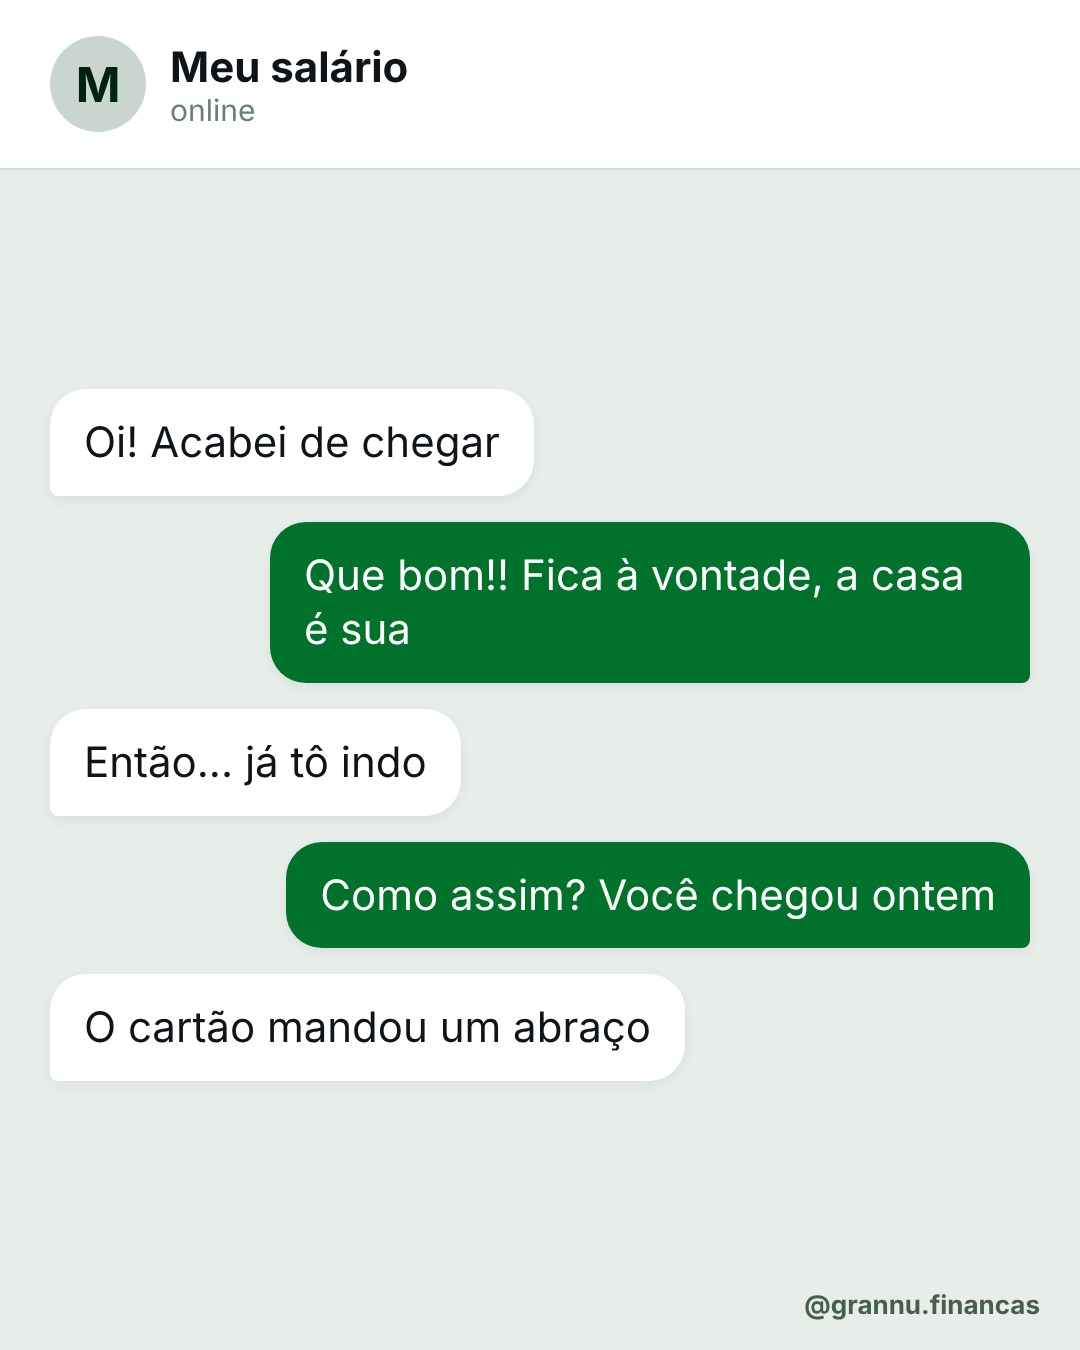 M
Meu salário
online
Oi! Acabei de chegar
Que bom!! Fica à vontade, a casa
é sua
Então... já tô indo
Como assim? Você chegou ontem
O cartão mandou um abraço
@grannu.financas